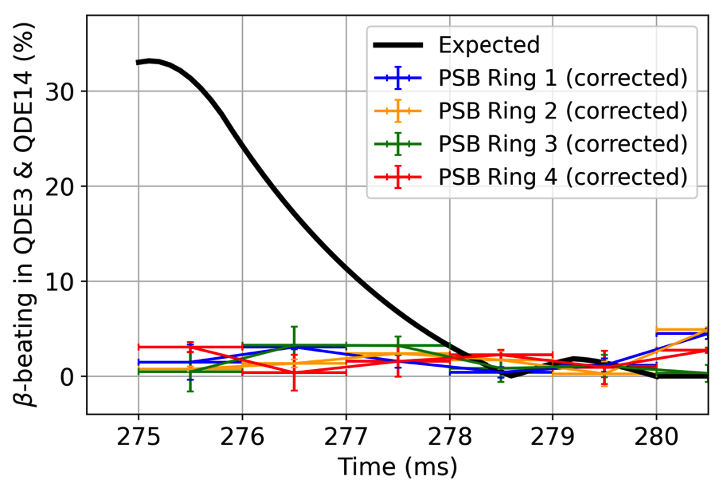 β-beating in QDE3 & QDE14 (%)
30
20
10
0
Expected
PSB Ring 1 (corrected)
PSB Ring 2 (corrected)
PSB Ring 3 (corrected)
PSB Ring 4 (corrected)
275 276 277 278 279 280
Time (ms)